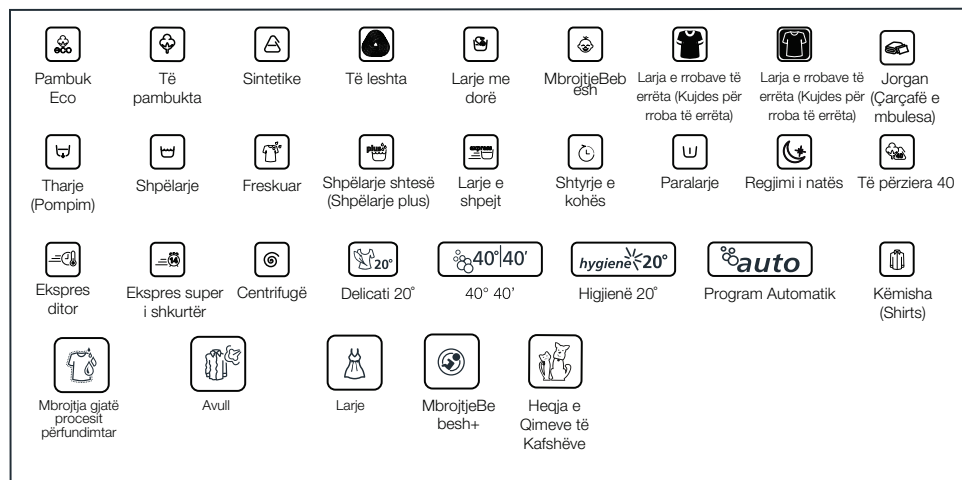 eco
Pambuk
Eco
Të
pambukta
Sintetike
Të leshta
Larje me
dorë
MbrojtjeBeb
esh
Larja e rrobave të
errëta (Kujdes për
rroba të errëta)
Larja e rrobave të
errëta (Kujdes për
rroba të errëta)
Jorgan
(Çarçafë e
mbulesa)
plus
express
40
Tharje
(Pompim)
Shpëlarje
Freskuar
Shpëlarje shtesë
(Shpëlarje plus)
Larje e
shpejt
Shtyrje e
kohës
Paralarje
Regjimi i natës
Të përziera 40
14
20°
40°|40'
hygiene 20°
auto
Ekspres
ditor
Ekspres super
i shkurtër
Centrifugë
Delicati 20°
40° 40'
Higjienë 20°
Program Automatik
Këmisha
(Shirts)
Mbrojtja gjatë
procesit
përfundimtar
Avull
Larje
MbrojtjeBe
besh+
Heqja e
Qimeve të
Kafshëve